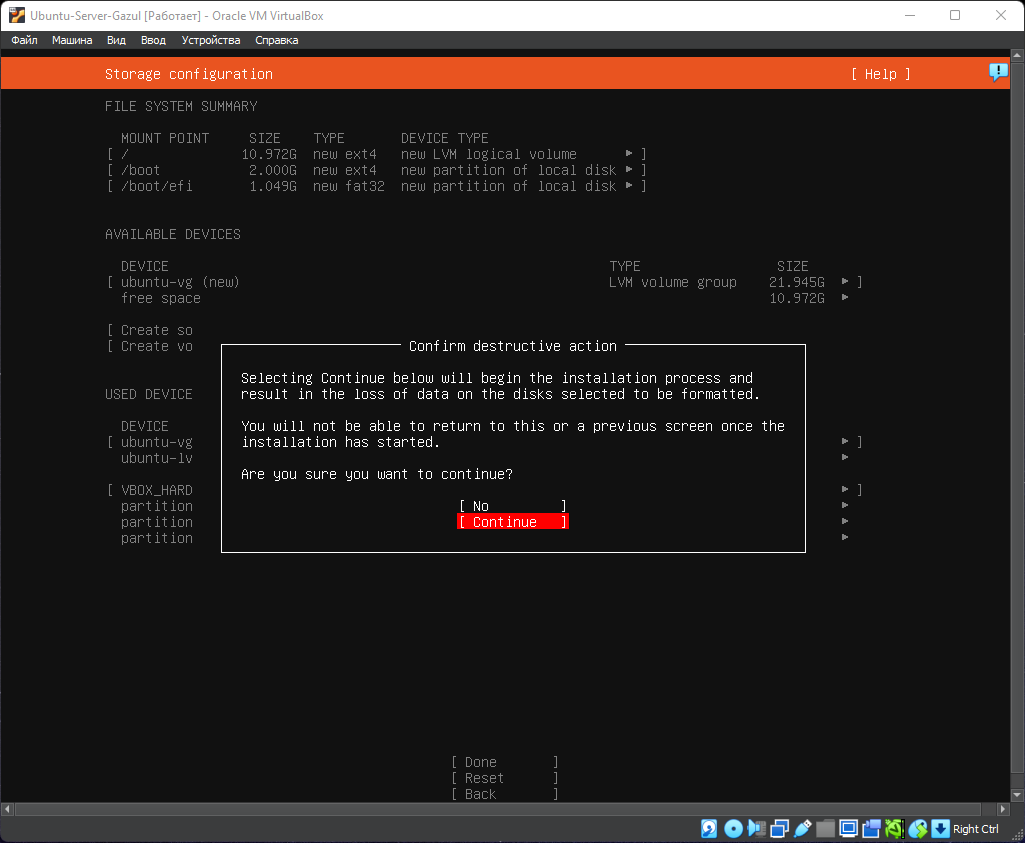 Ubuntu-Server-Gazul [Работает] - Oracle VM VirtualBox
Файл Машина Вид Ввод Устройства Справка
Storage configuration [ Help ]
FILE SYSTEM SUMMARY
MOUNT POINT SIZE TYPE DEVICE TYPE
[ / 10.972G new ext4 new LVM logical volume ▸ ]
[ /boot 2.000G new ext4 new partition of local disk ▸ ]
[ /boot/efi 1.049G new fat32 new partition of local disk ▸ ]
AVAILABLE DEVICES
DEVICE TYPE SIZE
[ ubuntu-vg (new) LVM volume group 21.945G ▸ ]
free space 10.972G ▸
[ Create so
[ Create vo
Confirm destructive action
Selecting Continue below will begin the installation process and
result in the loss of data on the disks selected to be formatted.
You will not be able to return to this or a previous screen once the
installation has started.
Are you sure you want to continue?
[ No ]
[ Continue ]
USED DEVICE
DEVICE
[ ubuntu-vg ▸ ]
ubuntu-lv ▸
[ VBOX_HARD ▸ ]
partition ▸
partition ▸
partition ▸
[ Done ]
[ Reset ]
[ Back ]
Right Ctrl